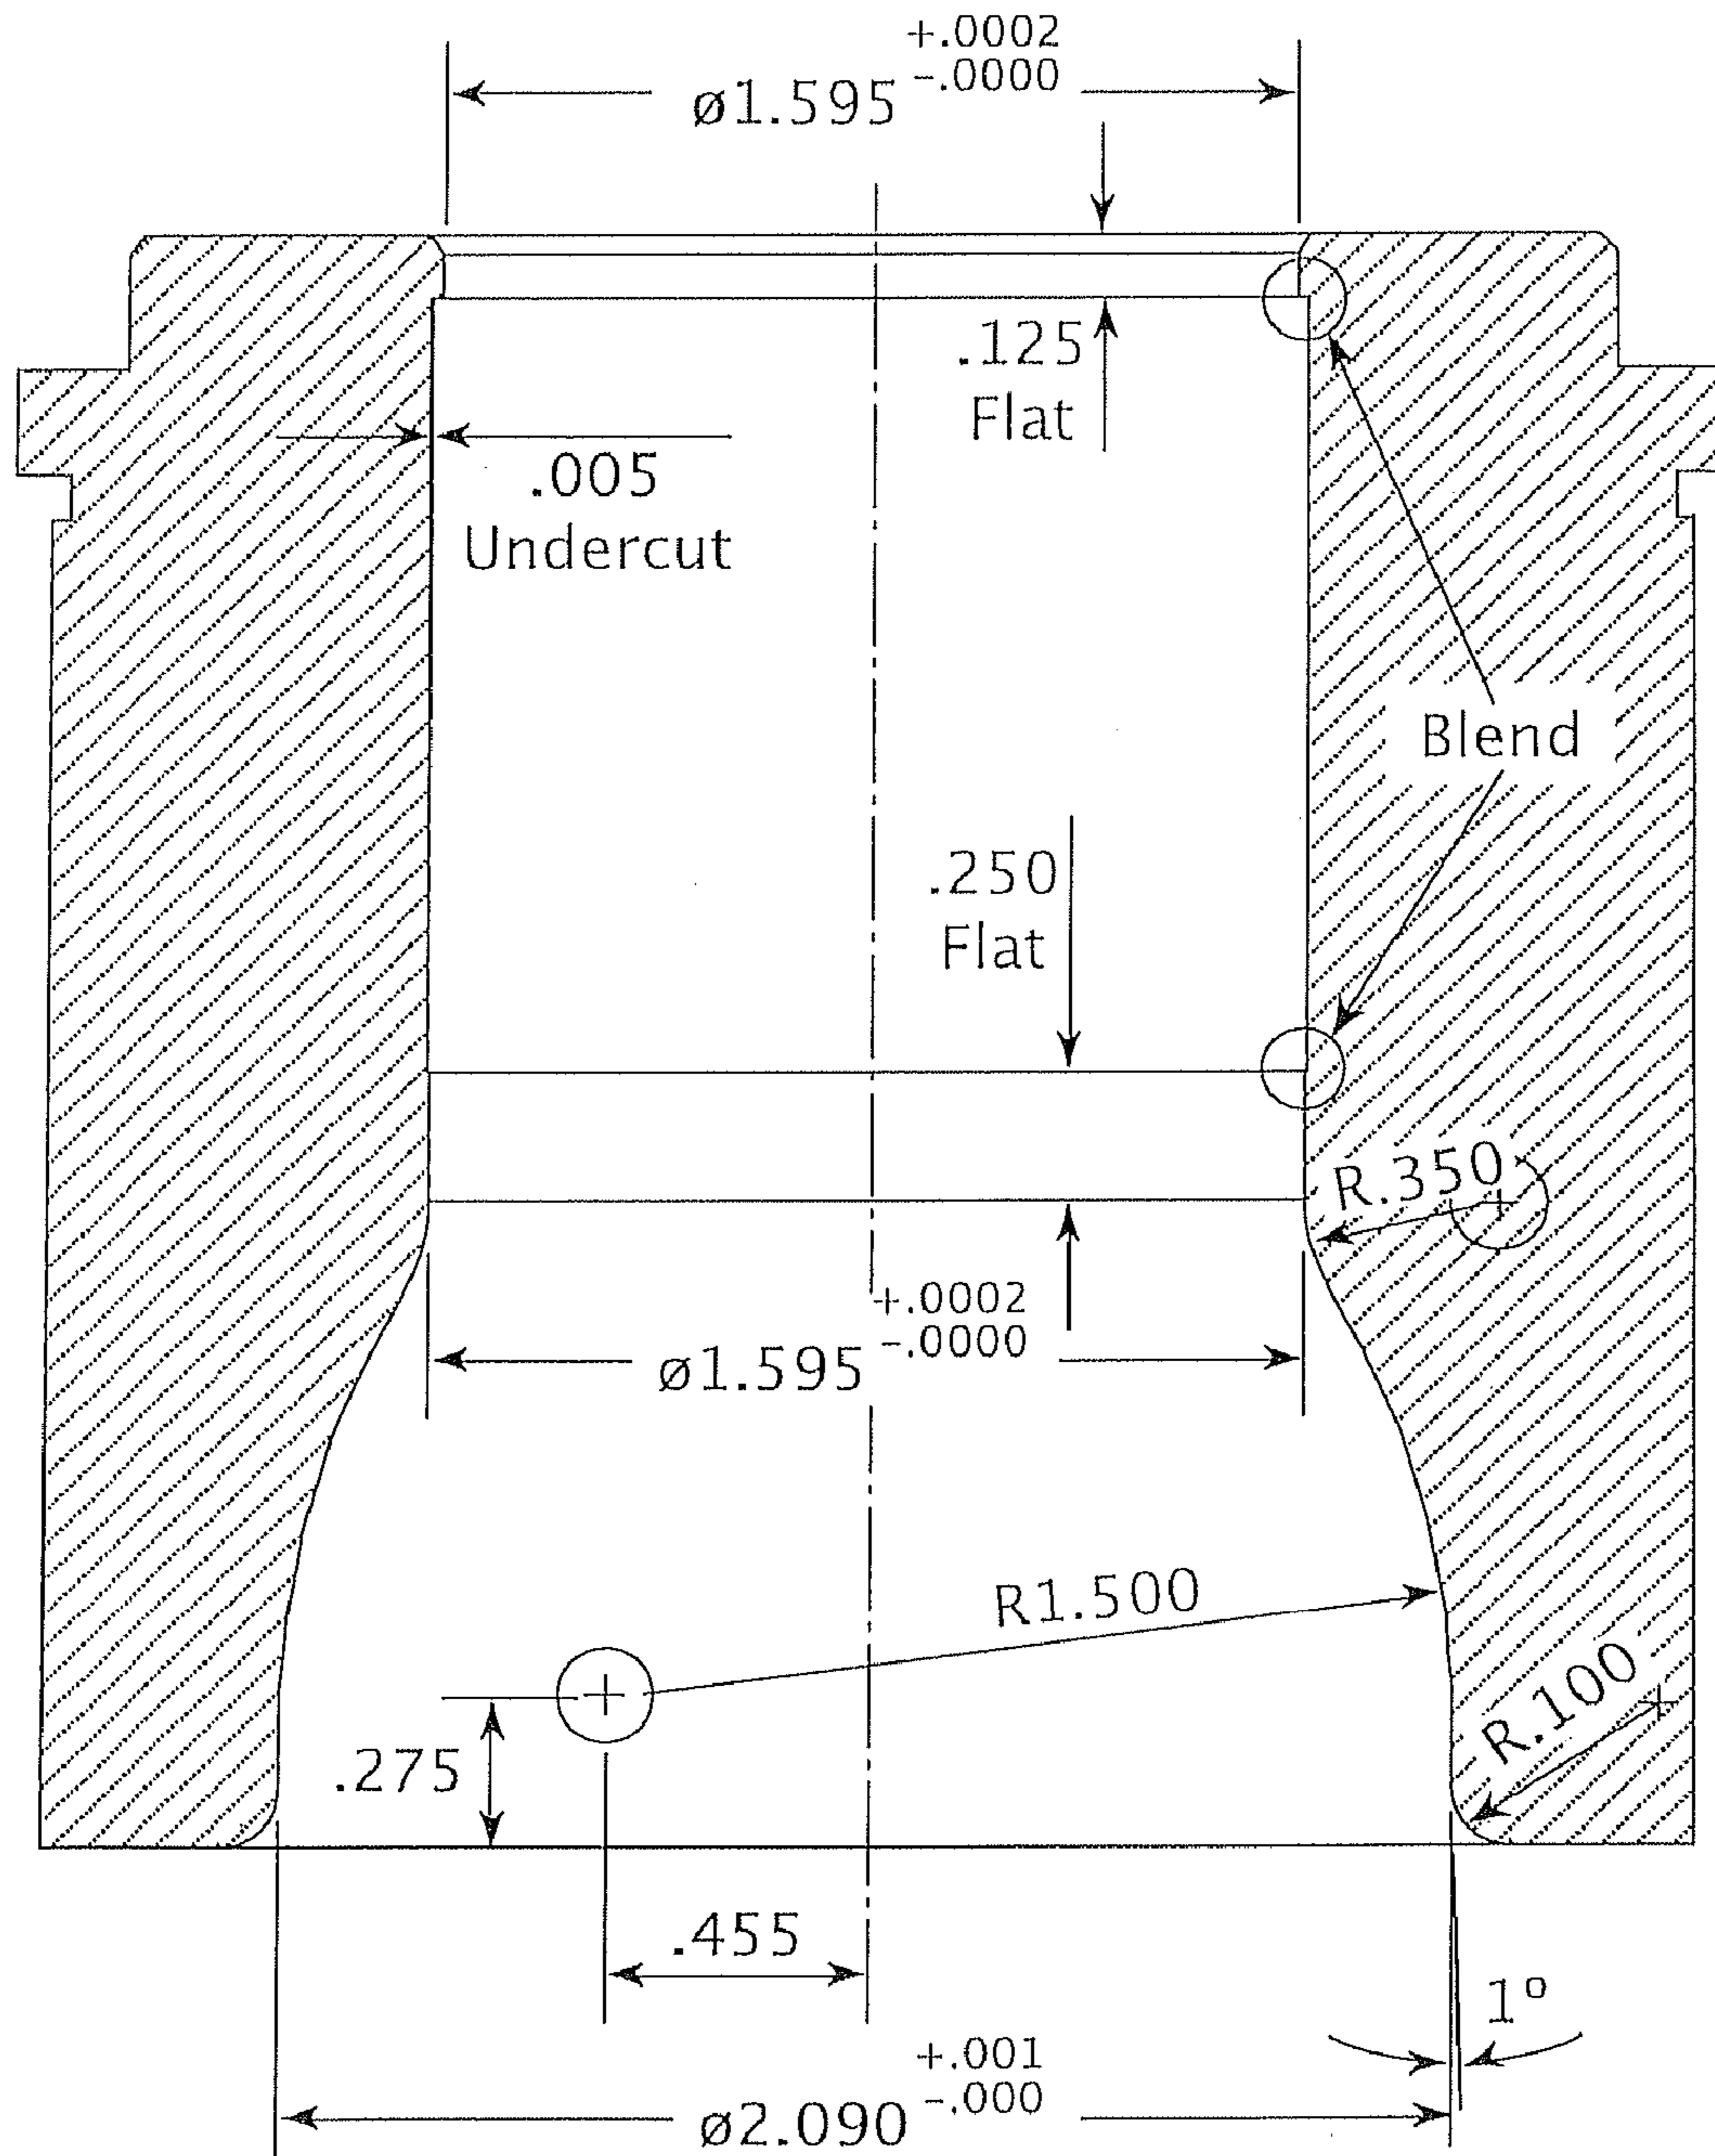 +.0002
ø1.595 -.0000
.125
Flat
.005
Undercut
Blend
.250
Flat
R.350
+.0002
ø1.595 -.0000
R1.500
R.100
.275
.455
1°
+.001
ø2.090 -.000